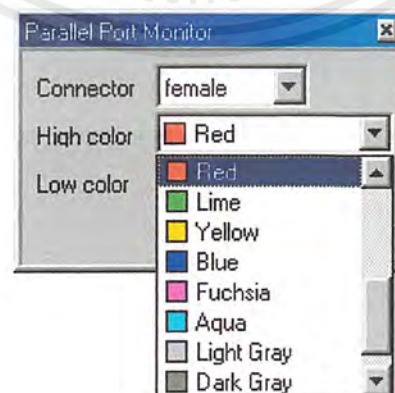 Parallel Port Monitor
Connector female
High color Red
Low color
Red
Lime
Yellow
Blue
Fuchsia
Aqua
Light Gray
Dark Gray